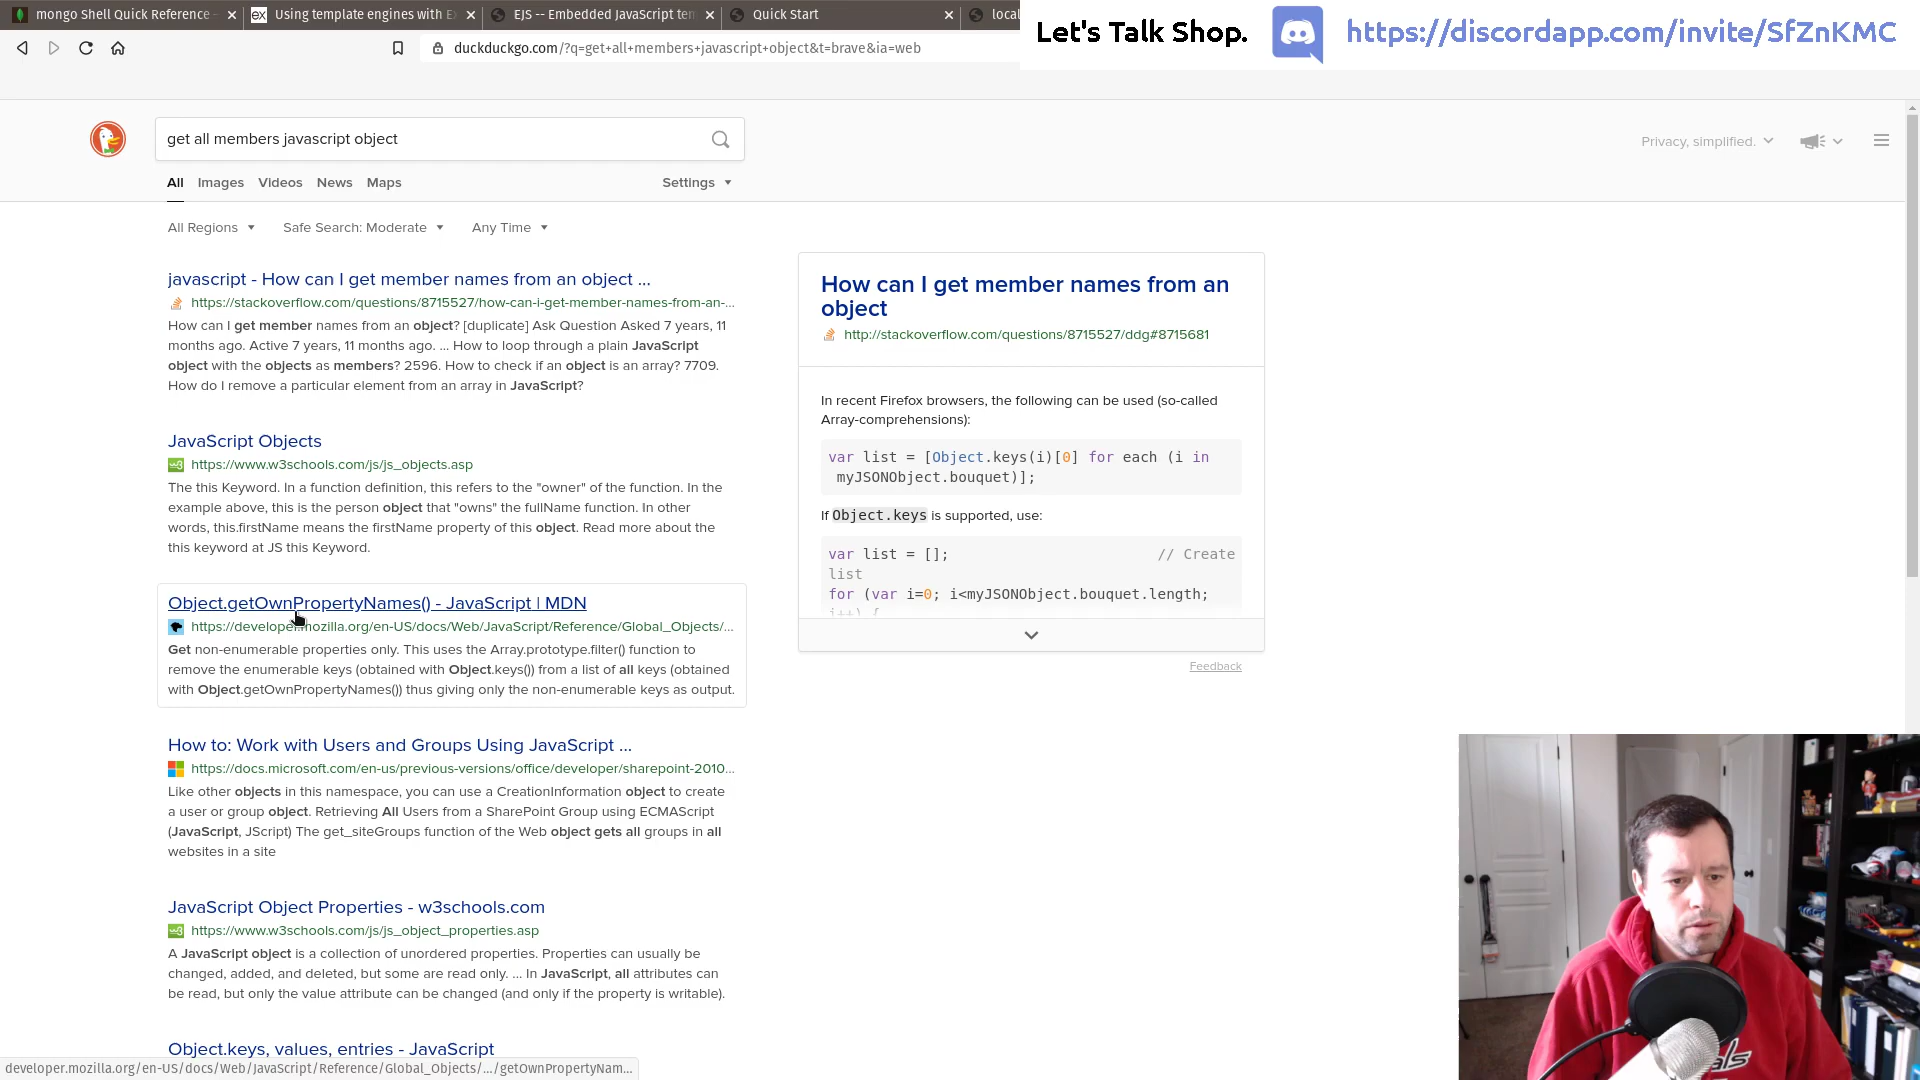 mongo Shell Quick Reference
Using template engines with Ex
EJS -- Embedded JavaScript ten
Quick Start
local
Let's Talk Shop.
https://discordapp.com/invite/SfZnKMC
duckduckgo.com/?q=get+all+members+javascript+object&t=brave&ia=web
get all members javascript object
Privacy, simplified.
All Images Videos News Maps
Settings
All Regions
Safe Search: Moderate
Any Time
javascript - How can I get member names from an object ...
https://stackoverflow.com/questions/8715527/how-can-i-get-member-names-from-an-...
How can I get member names from an object? [duplicate] Ask Question Asked 7 years, 11
months ago. Active 7 years, 11 months ago. ... How to loop through a plain JavaScript
object with the objects as members? 2596. How to check if an object is an array? 7709.
How do I remove a particular element from an array in JavaScript?
JavaScript Objects
https://www.w3schools.com/js/js_objects.asp
The this Keyword. In a function definition, this refers to the "owner" of the function. In the
example above, this is the person object that "owns" the fullName function. In other
words, this.firstName means the firstName property of this object. Read more about the
this keyword at JS this Keyword.
Object.getOwnPropertyNames() - JavaScript | MDN
https://developer.mozilla.org/en-US/docs/Web/JavaScript/Reference/Global_Objects/...
Get non-enumerable properties only. This uses the Array.prototype.filter() function to
remove the enumerable keys (obtained with Object.keys()) from a list of all keys (obtained
with Object.getOwnPropertyNames()) thus giving only the non-enumerable keys as output.
How to: Work with Users and Groups Using JavaScript ...
https://docs.microsoft.com/en-us/previous-versions/office/developer/sharepoint-2010...
Like other objects in this namespace, you can use a CreationInformation object to create
a user or group object. Retrieving All Users from a SharePoint Group using ECMAScript
(JavaScript, JScript) The get_siteGroups function of the Web object gets all groups in all
websites in a site
JavaScript Object Properties - w3schools.com
https://www.w3schools.com/js/js_object_properties.asp
A JavaScript object is a collection of unordered properties. Properties can usually be
changed, added, and deleted, but some are read only. ... In JavaScript, all attributes can
be read, but only the value attribute can be changed (and only if the property is writable).
Object.keys, values, entries - JavaScript
developer.mozilla.org/en-US/docs/Web/JavaScript/Reference/Global_Objects/.../getOwnPropertyNam...
How can I get member names from an
object
http://stackoverflow.com/questions/8715527/ddg#8715681
In recent Firefox browsers, the following can be used (so-called
Array-comprehensions):
var list = [Object.keys(i)[0] for each (i in
myJSONObject.bouquet)];
If Object.keys is supported, use:
var list = []; // Create
list
for (var i=0; i<myJSONObject.bouquet.length;
i++) {
Feedback